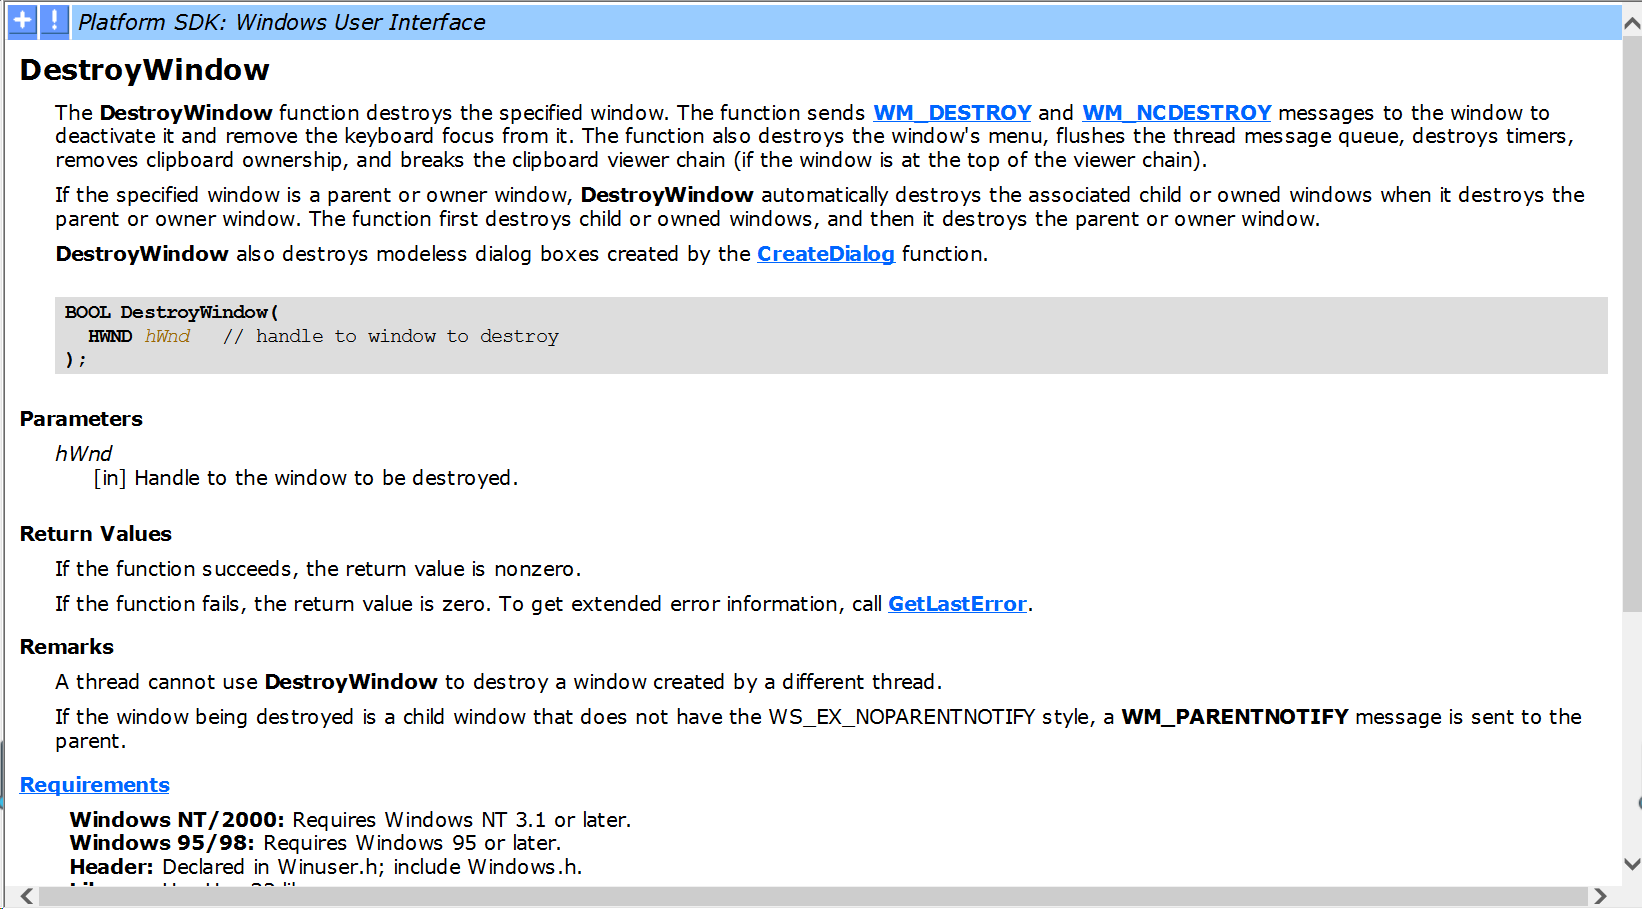 Platform SDK: Windows User Interface
DestroyWindow
The DestroyWindow function destroys the specified window. The function sends WM_DESTROY and WM_NCDESTROY messages to the window to
deactivate it and remove the keyboard focus from it. The function also destroys the window's menu, flushes the thread message queue, destroys timers,
removes clipboard ownership, and breaks the clipboard viewer chain (if the window is at the top of the viewer chain).
If the specified window is a parent or owner window, DestroyWindow automatically destroys the associated child or owned windows when it destroys the
parent or owner window. The function first destroys child or owned windows, and then it destroys the parent or owner window.
DestroyWindow also destroys modeless dialog boxes created by the CreateDialog function.
BOOL DestroyWindow(
HWND hWnd // handle to window to destroy
);
Parameters
hWnd
[in] Handle to the window to be destroyed.
Return Values
If the function succeeds, the return value is nonzero.
If the function fails, the return value is zero. To get extended error information, call GetLastError.
Remarks
A thread cannot use DestroyWindow to destroy a window created by a different thread.
If the window being destroyed is a child window that does not have the WS_EX_NOPARENTNOTIFY style, a WM_PARENTNOTIFY message is sent to the
parent.
Requirements
Windows NT/2000: Requires Windows NT 3.1 or later.
Windows 95/98: Requires Windows 95 or later.
Header: Declared in Winuser.h; include Windows.h.